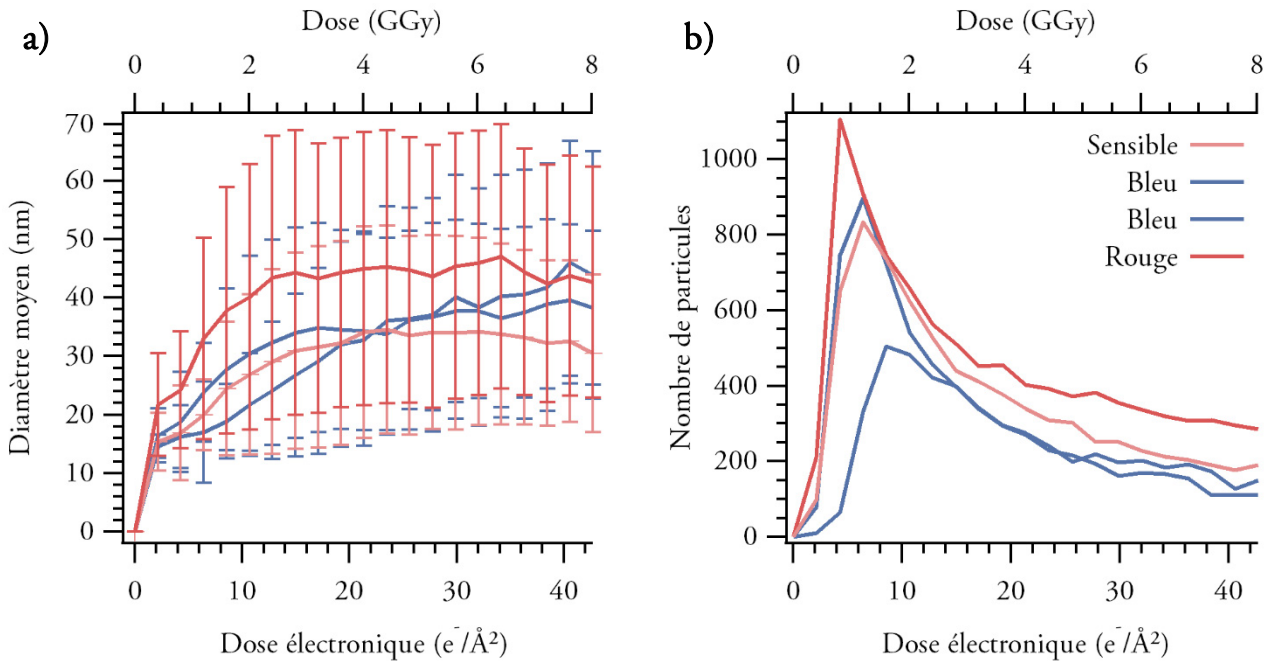 a)
Dose (GGy)
0 2 4 6 8
70
60
50
40
30
20
10
0
Diamètre moyen (nm)
0 10 20 30 40
Dose électronique (e⁻/Å²)
b)
Dose (GGy)
0 2 4 6 8
1000
800
600
400
200
0
Nombre de particules
Sensible
Bleu
Bleu
Rouge
0 10 20 30 40
Dose électronique (e⁻/Å²)